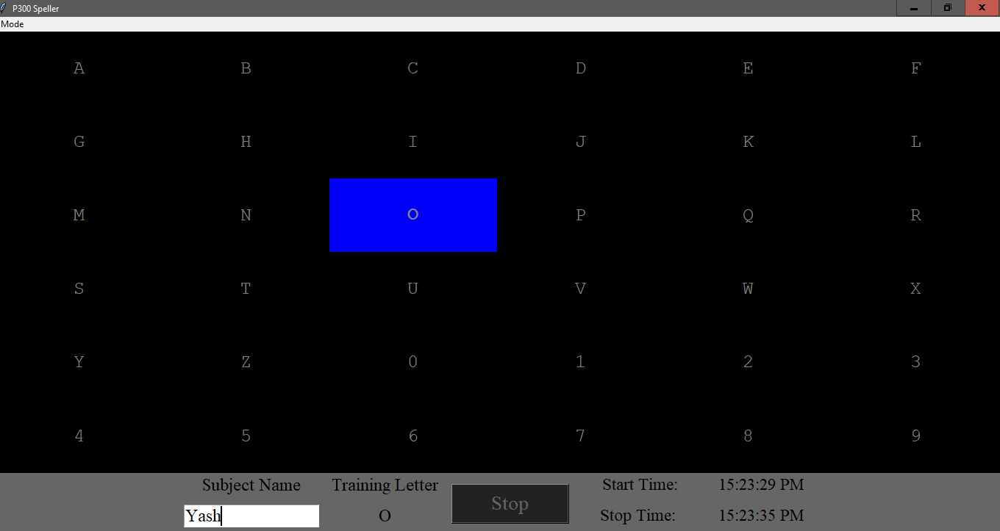 P300 Speller
Mode
A B C D E F
G H I J K L
M N O P Q R
S T U V W X
Y Z 0 1 2 3
4 5 6 7 8 9
Subject Name Training Letter Stop Start Time: 15:23:29 PM
Yash O Stop Time: 15:23:35 PM